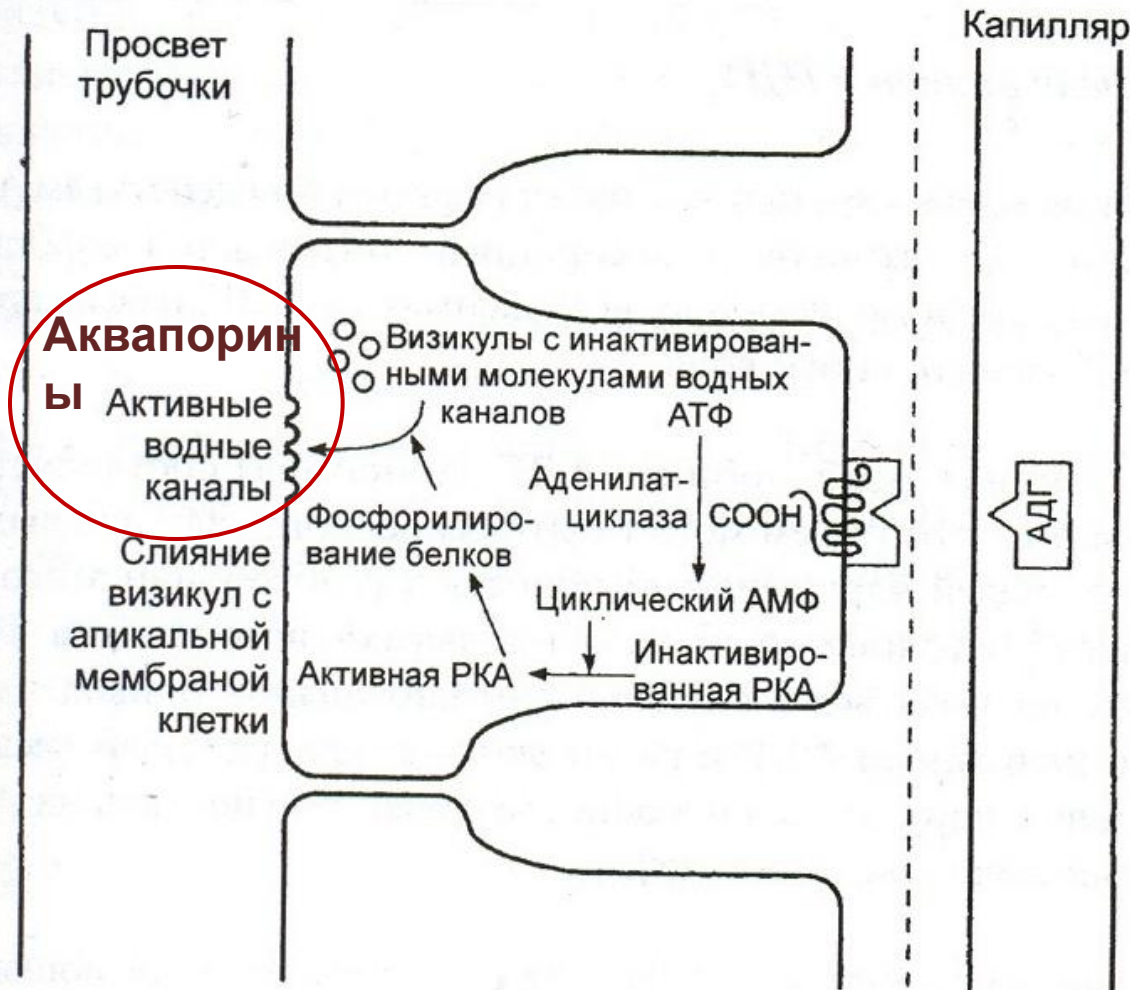 Просвет
трубочки
Капилляр
Аквапорин
ы
Активные
водные
каналы
Слияние
визикул с
апикальной
мембраной
клетки
Визикулы с инактивирован-
ными молекулами водных
каналов
АТФ
Аденилат-
циклаза
COOH
АДГ
Фосфорилиро-
вание белков
Циклический АМФ
Активная РКА
Инактивиро-
ванная РКА